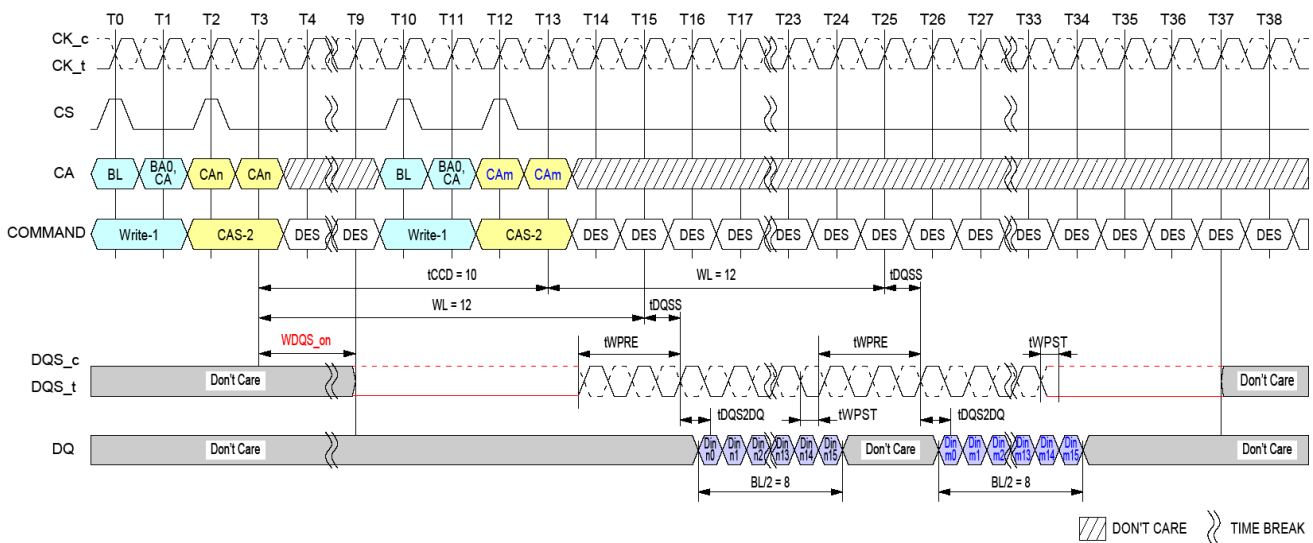 T0 T1 T2 T3 T4 T9 T10 T11 T12 T14 T15 T16 T17 T23 T24 T25 T26 T27 T33 T34 T35 T36 T37 T38
CK_c
CK_t
CS
CA BL BA0, CA CAn CAn BL BA0, CA CAm CAm
COMMAND Write-1 CAS-2 DES DES Write-1 CAS-2 DES DES DES DES DES DES DES DES DES DES DES DES DES DES DES
tCCD = 10 WL = 12 tDQSS
WL = 12 tDQSS
WDQS_on tWPRE tWPRE tWPST
DQS_c
DQS_t Don't Care Don't Care
tDQS2DQ tWPST tDQS2DQ
DQ Don't Care Din n0 Din n1 Din n2 Din n13 Din n14 Din n15 Don't Care Din m0 Din m1 Din m2 Din m13 Din m14 Din m15 Don't Care
BL/2 = 8 BL/2 = 8
DON'T CARE TIME BREAK